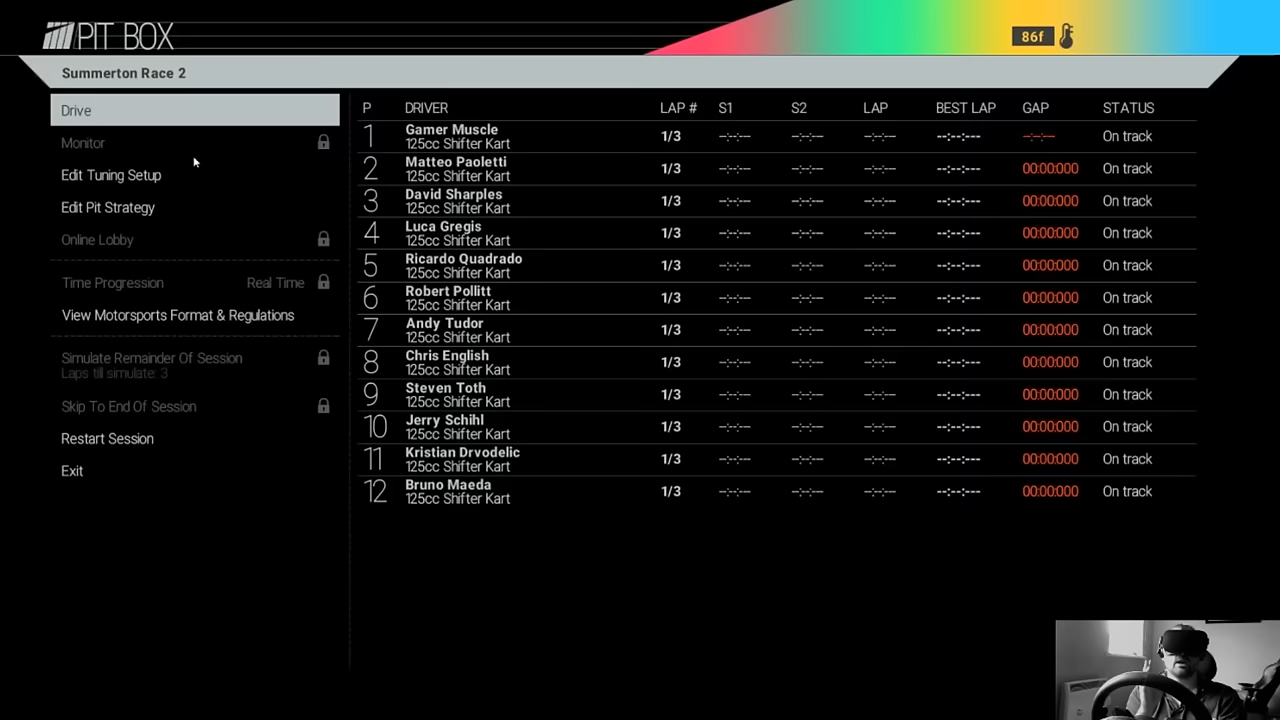 PIT BOX
86f
Summerton Race 2
Drive
Monitor
Edit Tuning Setup
Edit Pit Strategy
Online Lobby
Time Progression Real Time
View Motorsports Format & Regulations
Simulate Remainder Of Session
Laps till simulate: 3
Skip To End Of Session
Restart Session
Exit
P DRIVER LAP # S1 S2 LAP BEST LAP GAP STATUS
1 Gamer Muscle 1/3 --:--:--- --:--:--- --:--:--- --:--:--- --:--:--- On track
125cc Shifter Kart
2 Matteo Paoletti 1/3 --:--:--- --:--:--- --:--:--- --:--:--- 00:00:000 On track
125cc Shifter Kart
3 David Sharples 1/3 --:--:--- --:--:--- --:--:--- --:--:--- 00:00:000 On track
125cc Shifter Kart
4 Luca Gregis 1/3 --:--:--- --:--:--- --:--:--- --:--:--- 00:00:000 On track
125cc Shifter Kart
5 Ricardo Quadrado 1/3 --:--:--- --:--:--- --:--:--- --:--:--- 00:00:000 On track
125cc Shifter Kart
6 Robert Pollitt 1/3 --:--:--- --:--:--- --:--:--- --:--:--- 00:00:000 On track
125cc Shifter Kart
7 Andy Tudor 1/3 --:--:--- --:--:--- --:--:--- --:--:--- 00:00:000 On track
125cc Shifter Kart
8 Chris English 1/3 --:--:--- --:--:--- --:--:--- --:--:--- 00:00:000 On track
125cc Shifter Kart
9 Steven Toth 1/3 --:--:--- --:--:--- --:--:--- --:--:--- 00:00:000 On track
125cc Shifter Kart
10 Jerry Schihl 1/3 --:--:--- --:--:--- --:--:--- --:--:--- 00:00:000 On track
125cc Shifter Kart
11 Kristian Drvodelic 1/3 --:--:--- --:--:--- --:--:--- --:--:--- 00:00:000 On track
125cc Shifter Kart
12 Bruno Maeda 1/3 --:--:--- --:--:--- --:--:--- --:--:--- 00:00:000 On track
125cc Shifter Kart